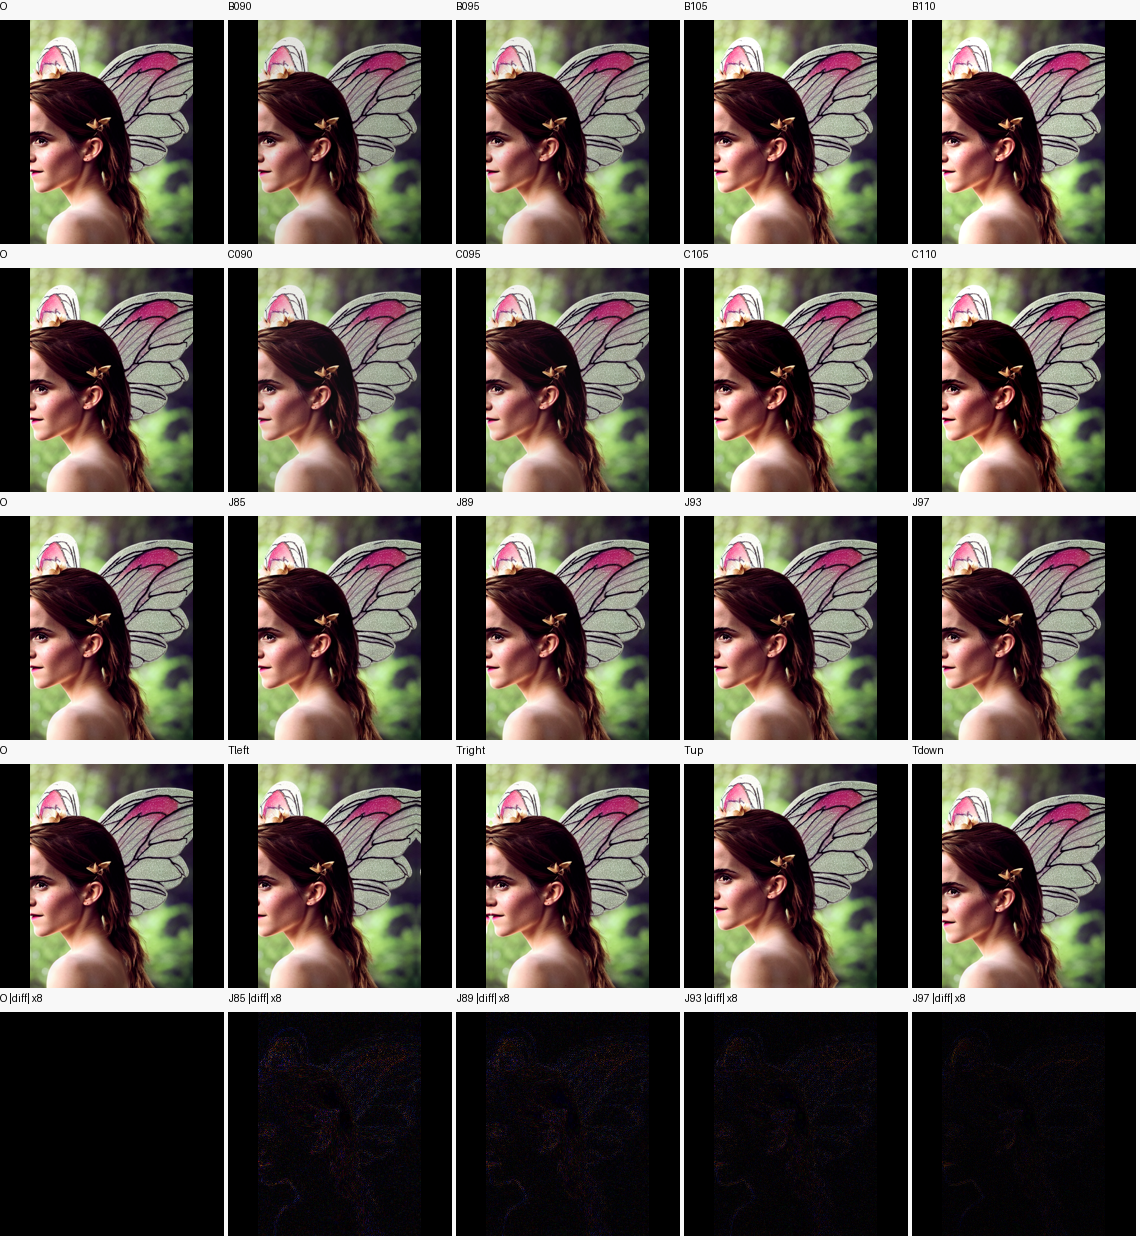 O B090 B095 B105 B110
O C090 C095 C105 C110
O J85 J89 J93 J97
O Tleft Tright Tup Tdown
O |diff| x8 J85 |diff| x8 J89 |diff| x8 J93 |diff| x8 J97 |diff| x8